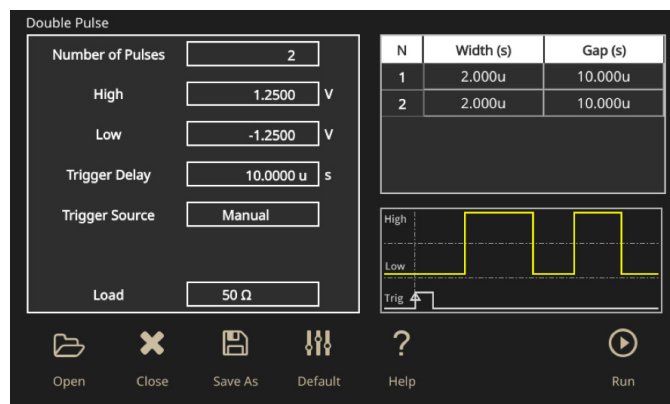 Double Pulse
Number of Pulses 2
High 1.2500 V
Low -1.2500 V
Trigger Delay 10.0000 u s
Trigger Source Manual
Load 50 Ω
N Width (s) Gap (s)
1 2.000u 10.000u
2 2.000u 10.000u
High
Low
Trig
Open Close Save As Default Help Run